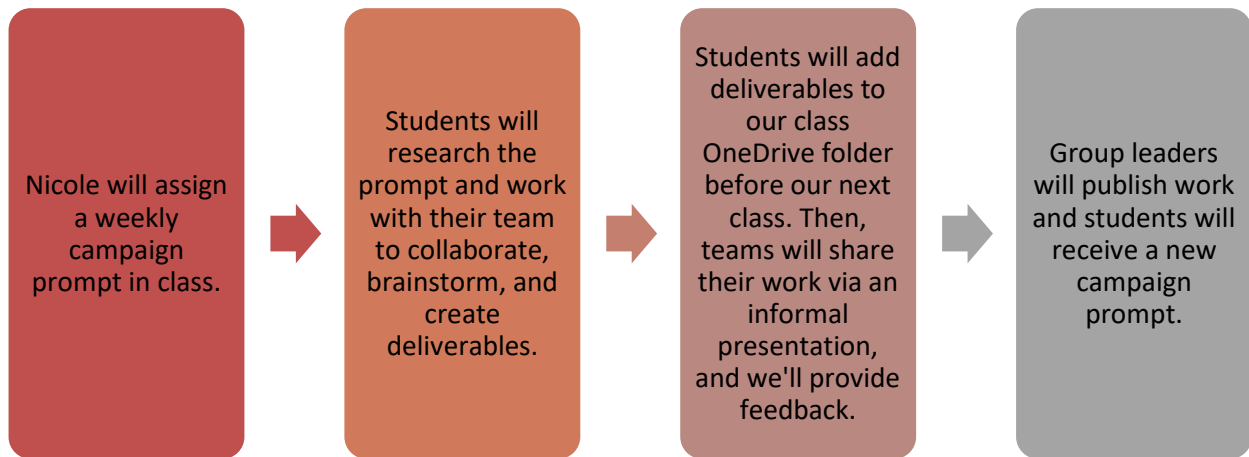 Nicole will assign
a weekly
campaign
prompt in class.
Students will
research the
prompt and work
with their team
to collaborate,
brainstorm, and
create
deliverables.
Students will add
deliverables to
our class
OneDrive folder
before our next
class. Then,
teams will share
their work via an
informal
presentation,
and we'll provide
feedback.
Group leaders
will publish work
and students will
receive a new
campaign
prompt.